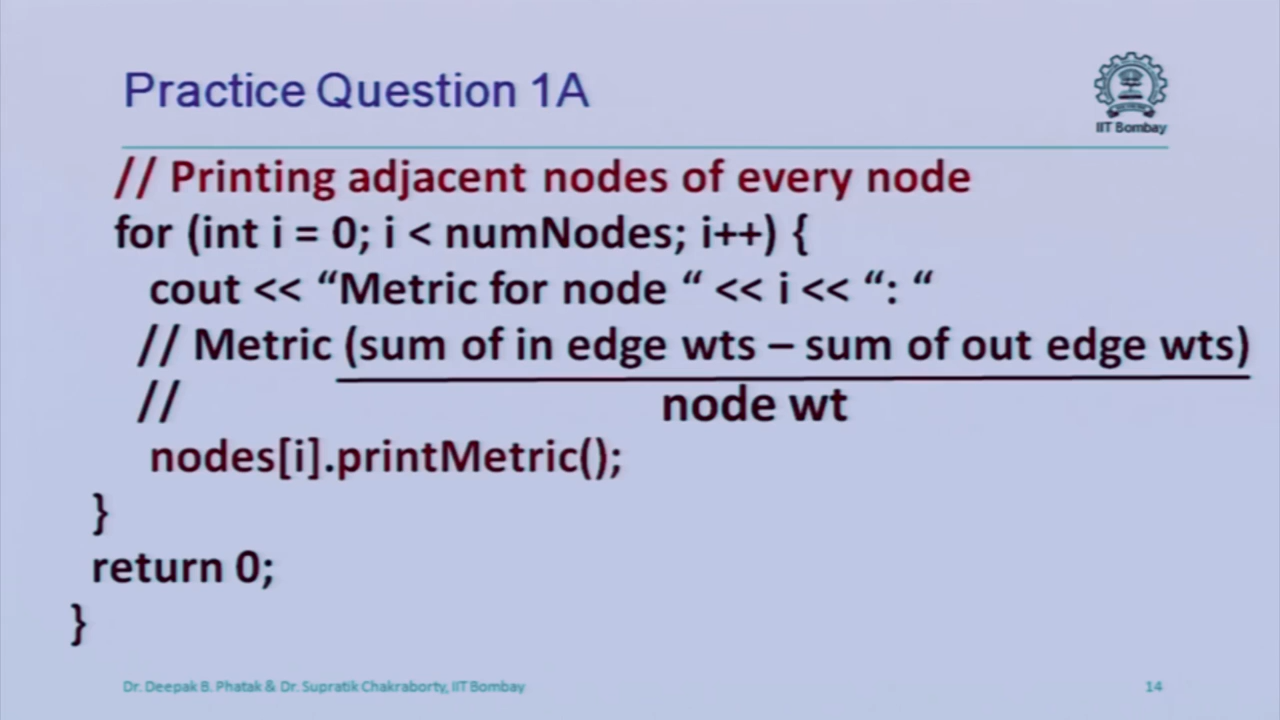 Practice Question 1A
IIT Bombay
// Printing adjacent nodes of every node
for (int i = 0; i < numNodes; i++) {
cout << “Metric for node “ << i << “: “
// Metric (sum of in edge wts – sum of out edge wts)
// node wt
nodes[i].printMetric();
}
return 0;
}
Dr. Deepak B. Phatak & Dr. Supratik Chakraborty, IIT Bombay 14